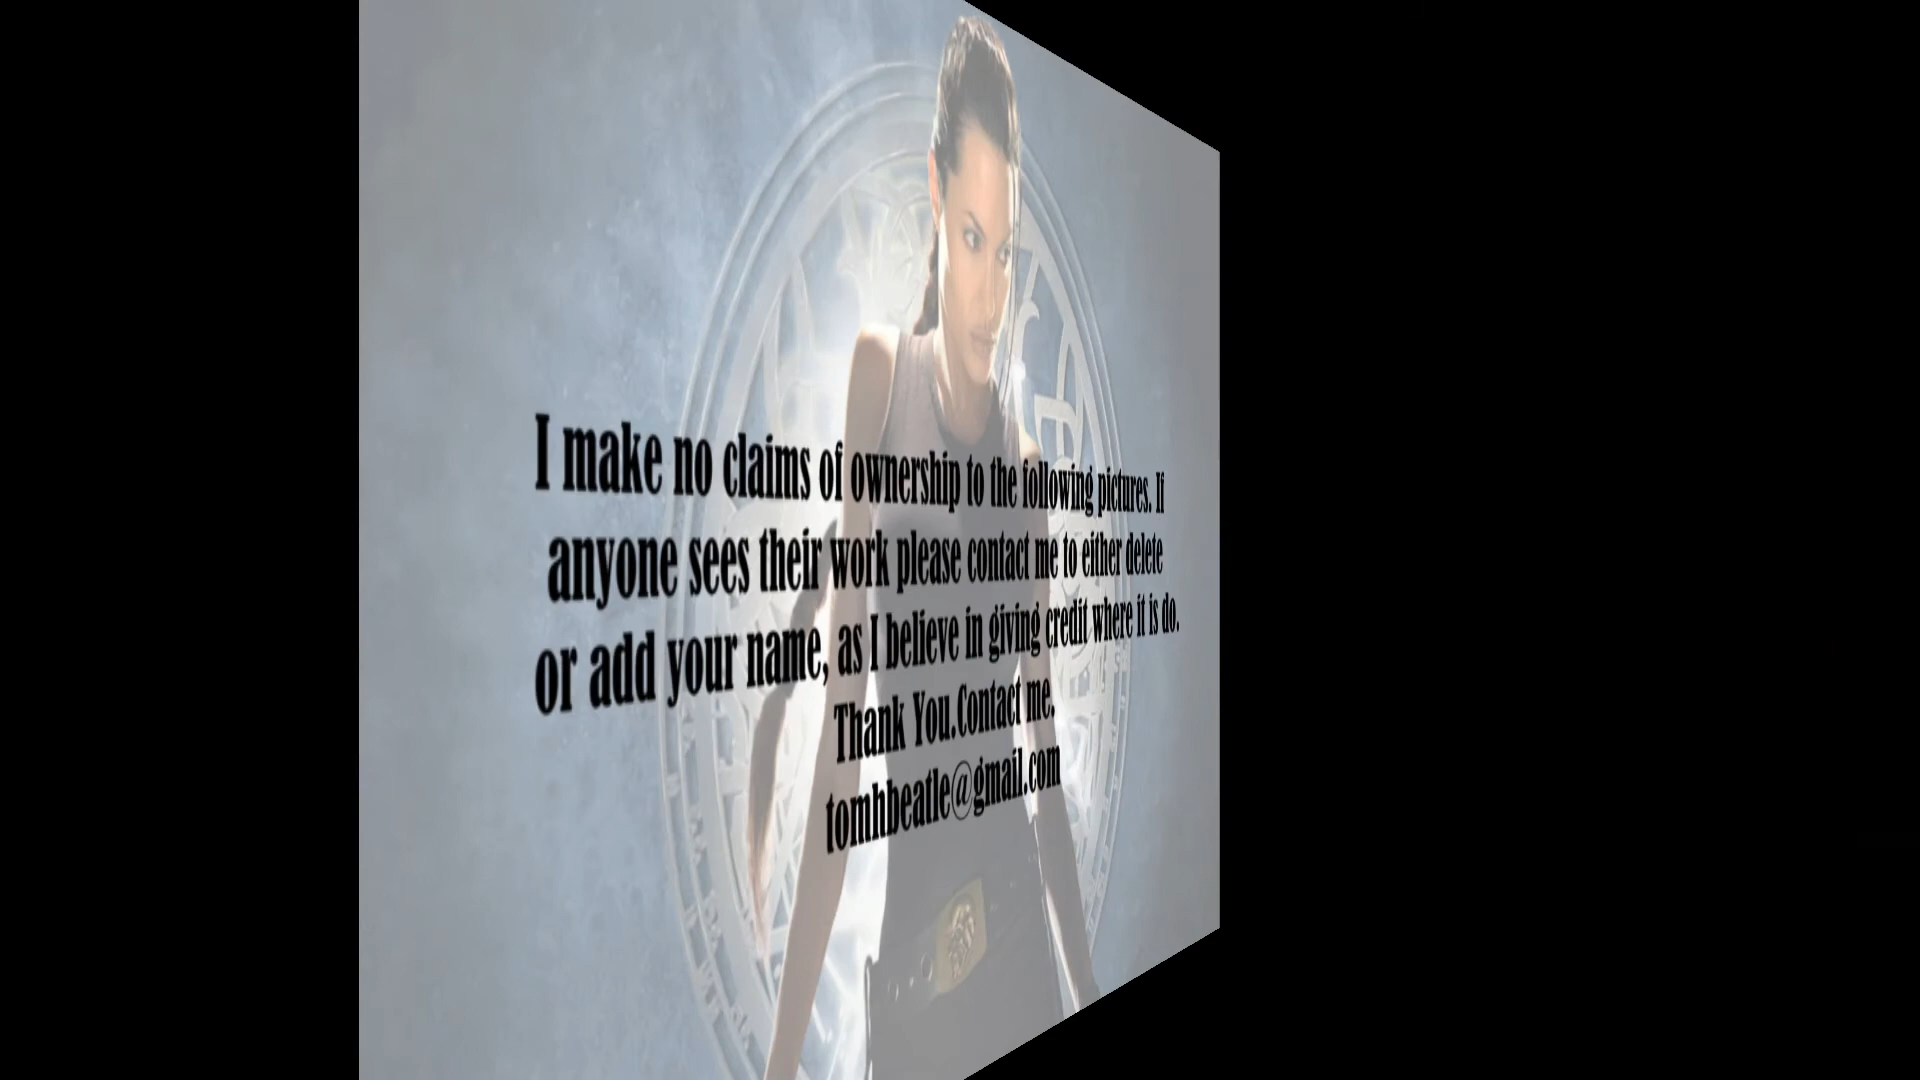 I make no claims of ownership to the following pictures. If
anyone sees their work please contact me to either delete
or add your name, as I believe in giving credit where it is do.
Thank You.Contact me.
tomhbeatle@gmail.com